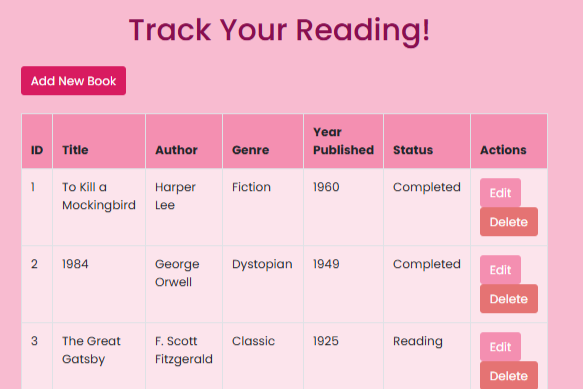 Track Your Reading!
Add New Book
ID Title Author Genre Year Published Status Actions
1 To Kill a Mockingbird Harper Lee Fiction 1960 Completed Edit Delete
2 1984 George Orwell Dystopian 1949 Completed Edit Delete
3 The Great Gatsby F. Scott Fitzgerald Classic 1925 Reading Edit Delete